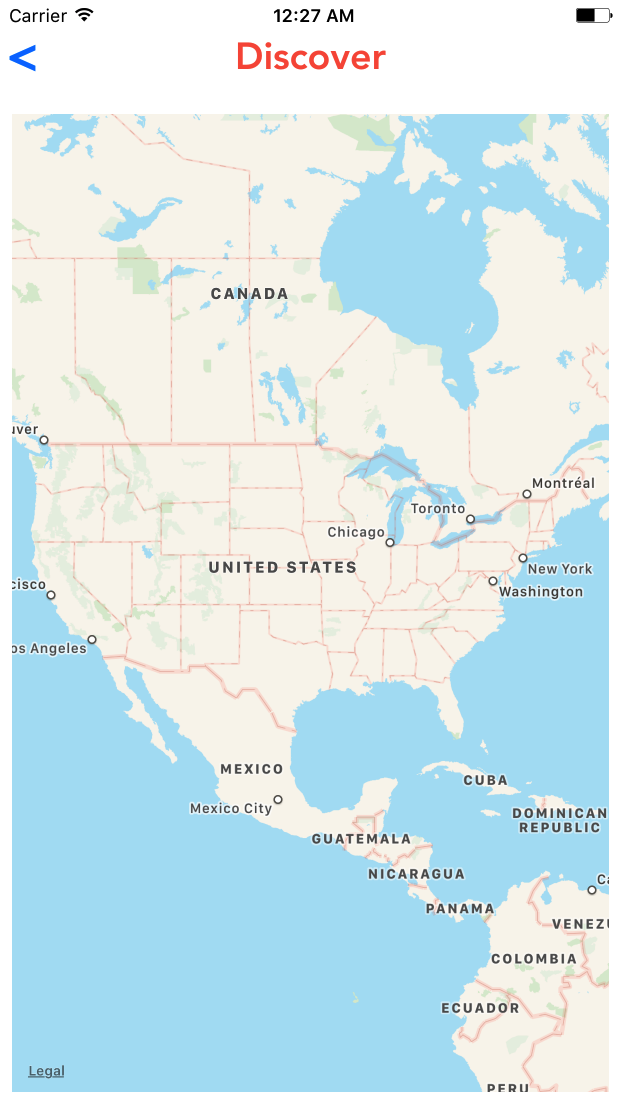 Carrier 12:27 AM
< Discover
CANADA
uver
Montréal
Toronto
Chicago
UNITED STATES
New York
cisco
Washington
os Angeles
MEXICO
CUBA
Mexico City
DOMINICAN
REPUBLIC
GUATEMALA
NICARAGUA
Ca
PANAMA
VENEZU
COLOMBIA
ECUADOR
Legal
PERU